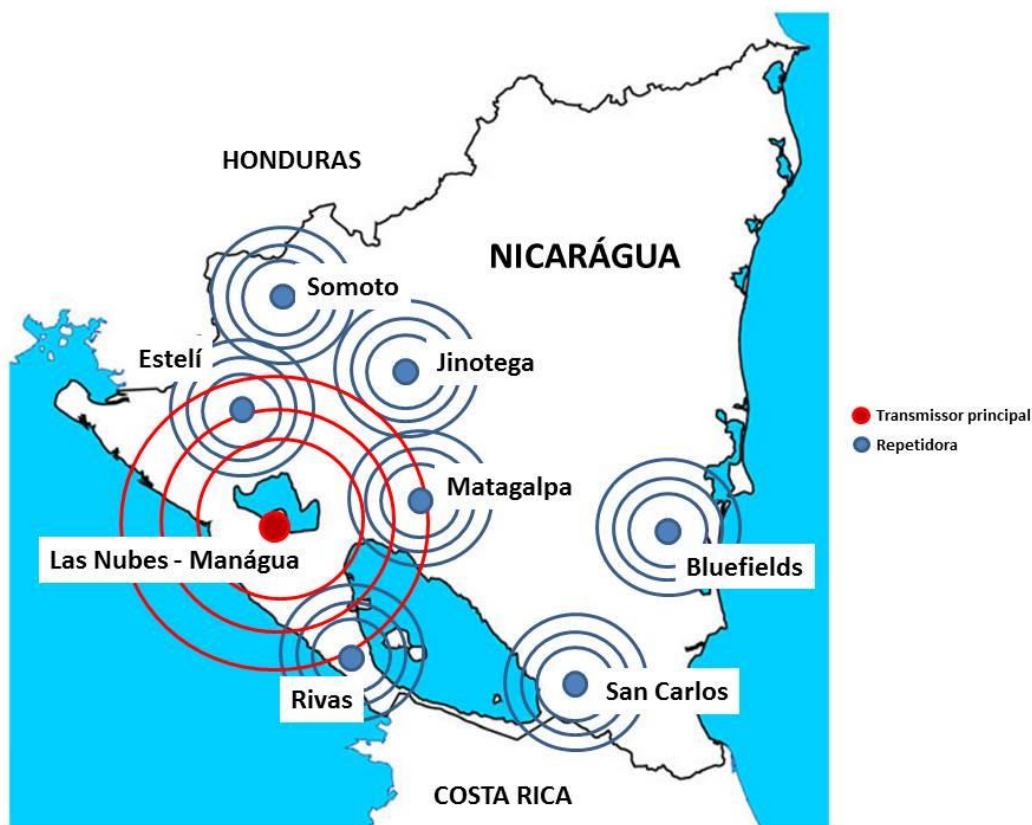 HONDURAS
NICARÁGUA
Somoto
Estelí
Jinotega
Transmissor principal
Repetidora
Matagalpa
Las Nubes - Manágua
Bluefields
Rivas
San Carlos
COSTA RICA